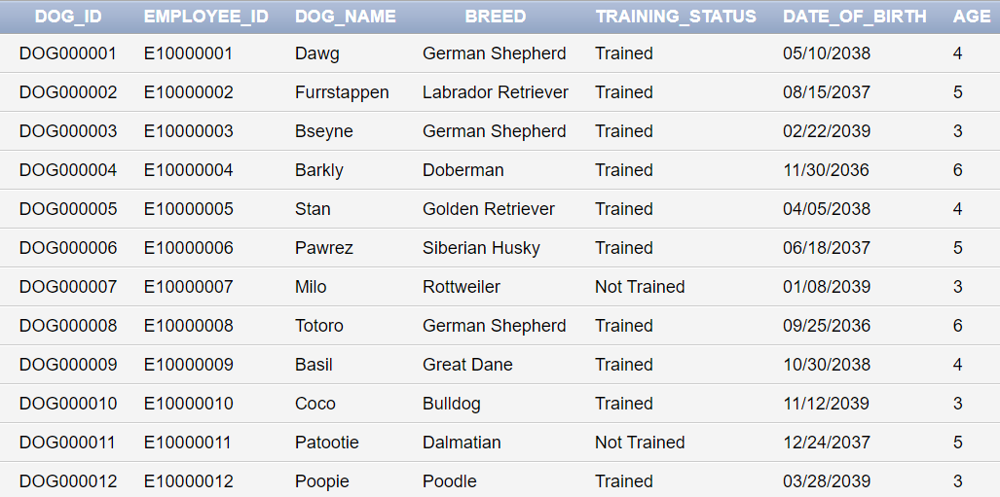 DOG_ID EMPLOYEE_ID DOG_NAME BREED TRAINING_STATUS DATE_OF_BIRTH AGE
DOG000001 E10000001 Dawg German Shepherd Trained 05/10/2038 4
DOG000002 E10000002 Furrstappen Labrador Retriever Trained 08/15/2037 5
DOG000003 E10000003 Bseyne German Shepherd Trained 02/22/2039 3
DOG000004 E10000004 Barkly Doberman Trained 11/30/2036 6
DOG000005 E10000005 Stan Golden Retriever Trained 04/05/2038 4
DOG000006 E10000006 Pawrez Siberian Husky Trained 06/18/2037 5
DOG000007 E10000007 Milo Rottweiler Not Trained 01/08/2039 3
DOG000008 E10000008 Totoro German Shepherd Trained 09/25/2036 6
DOG000009 E10000009 Basil Great Dane Trained 10/30/2038 4
DOG000010 E10000010 Coco Bulldog Trained 11/12/2039 3
DOG000011 E10000011 Patootie Dalmatian Not Trained 12/24/2037 5
DOG000012 E10000012 Poopie Poodle Trained 03/28/2039 3